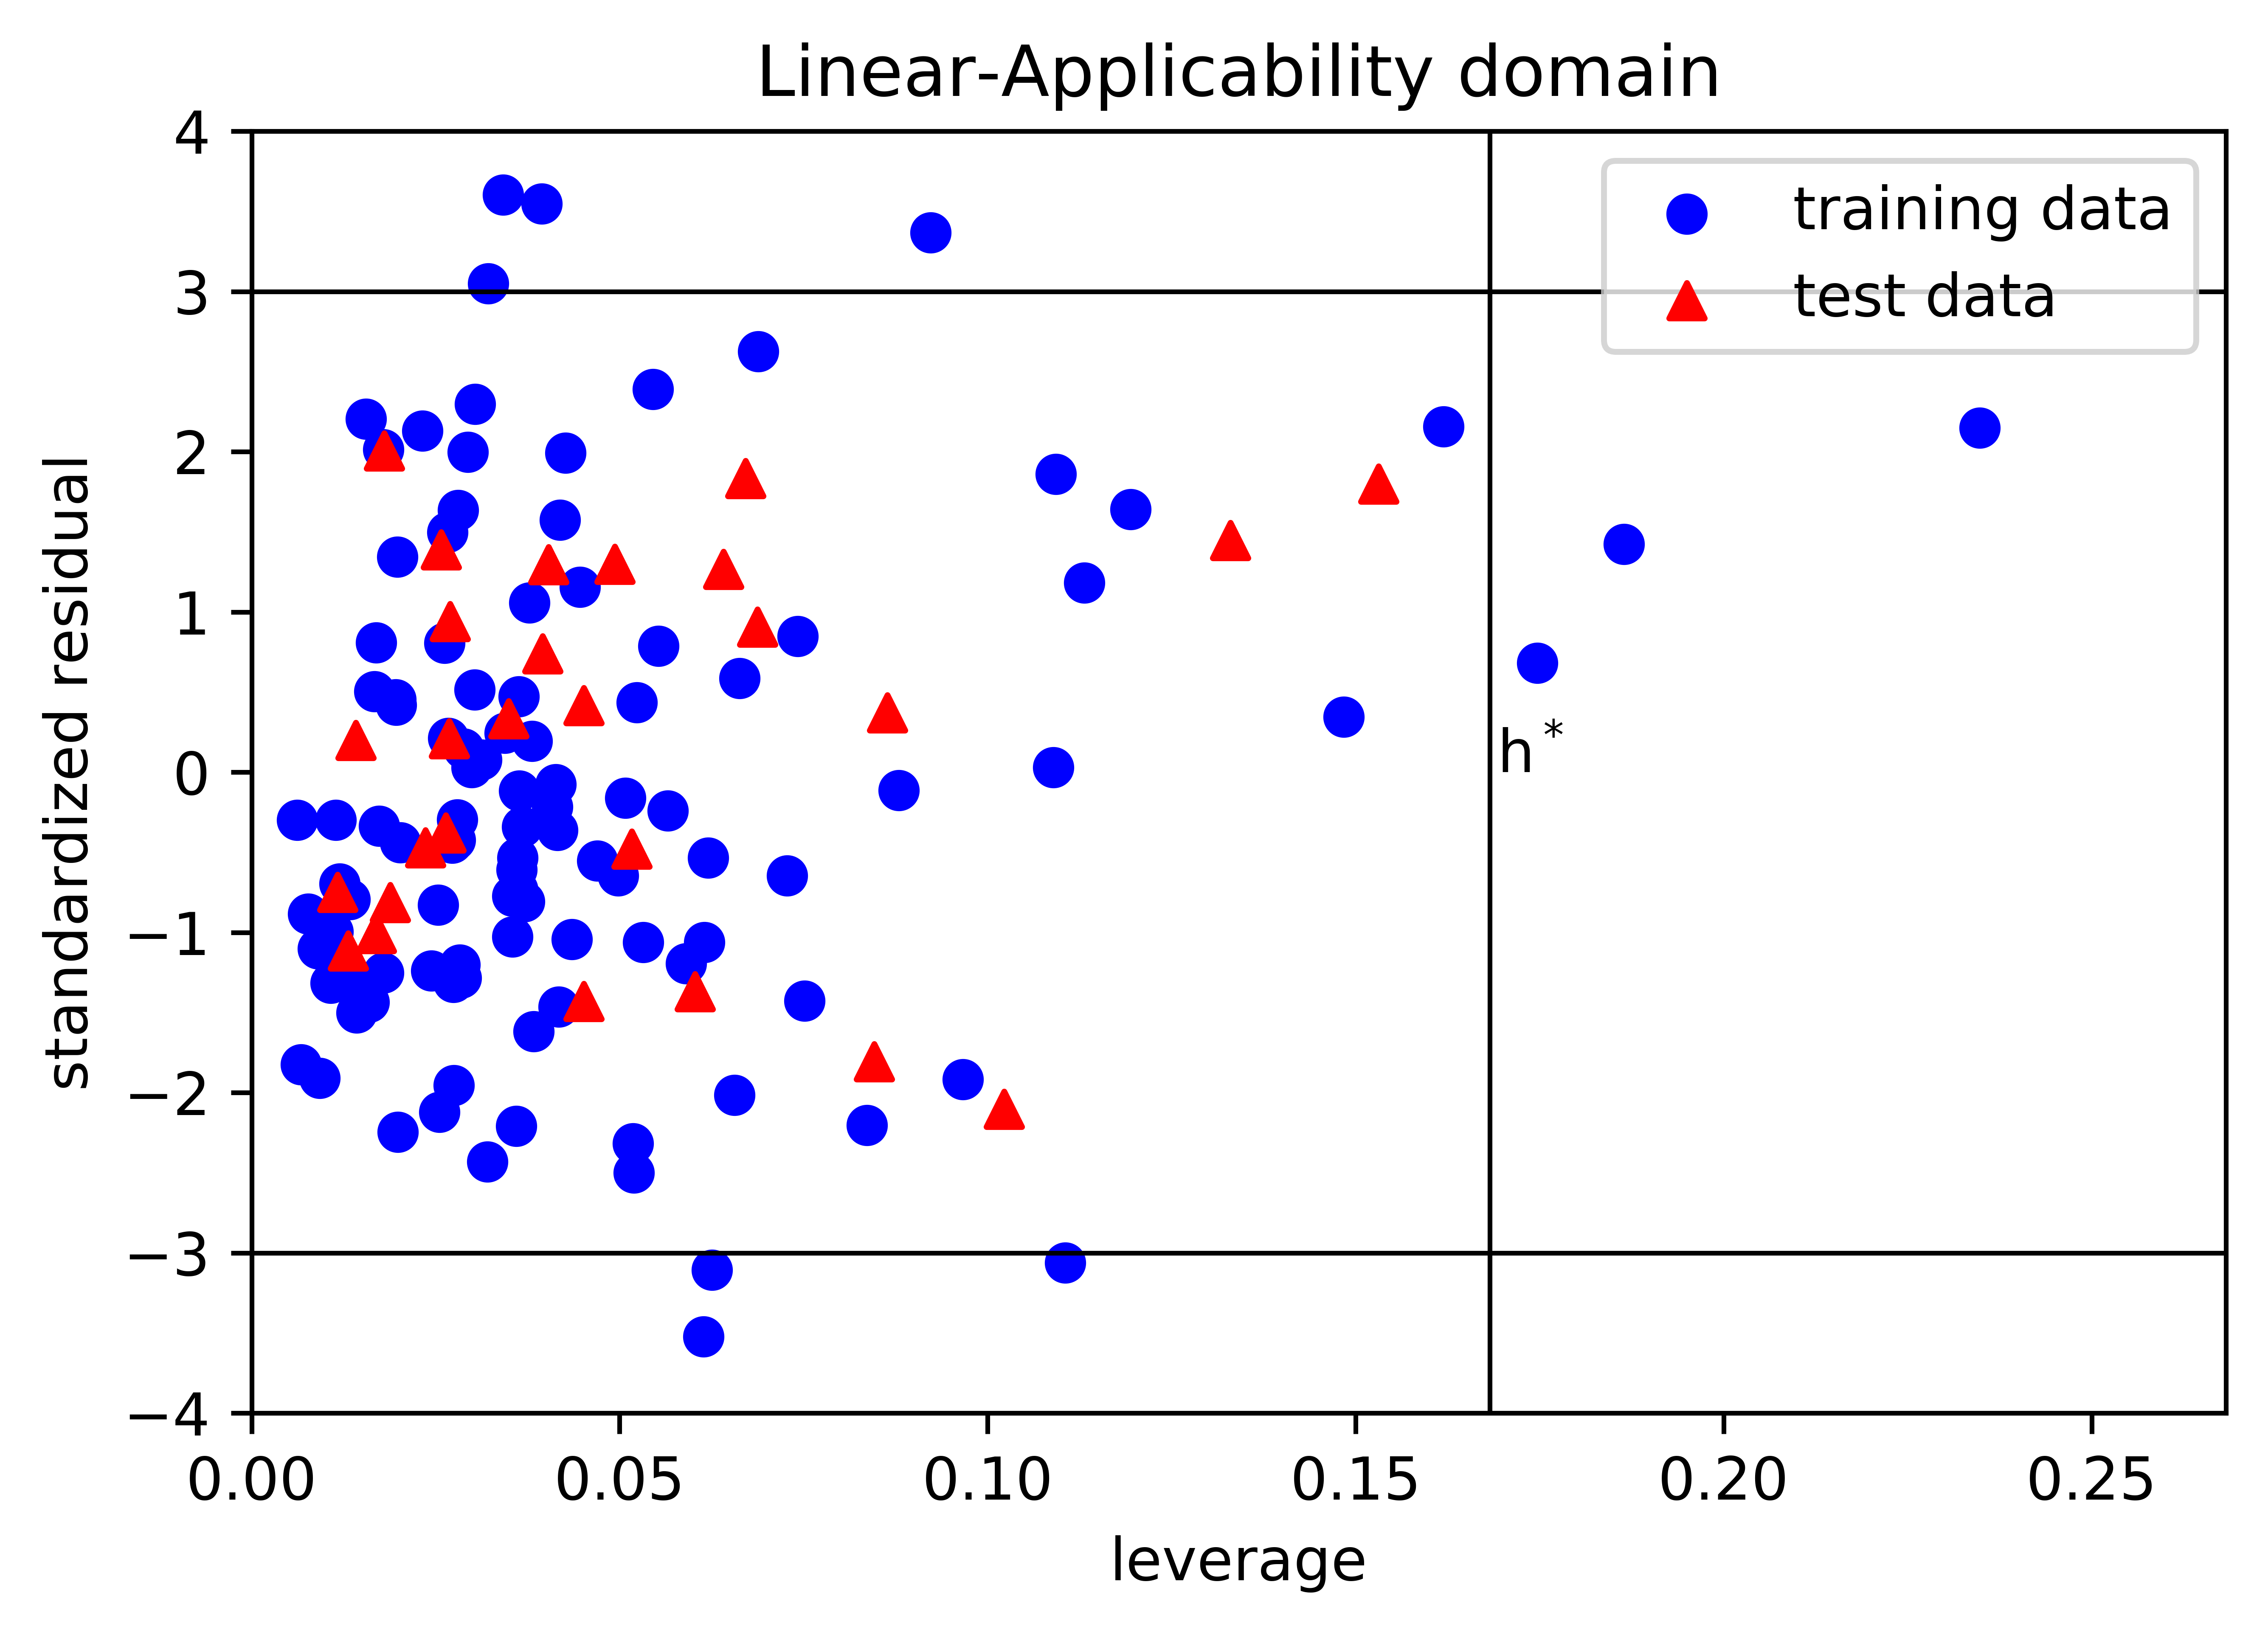 Linear-Applicability domain
training data
test data
h*
4
3
2
1
0
−1
−2
−3
−4
standardized residual
0.00 0.05 0.10 0.15 0.20 0.25
leverage